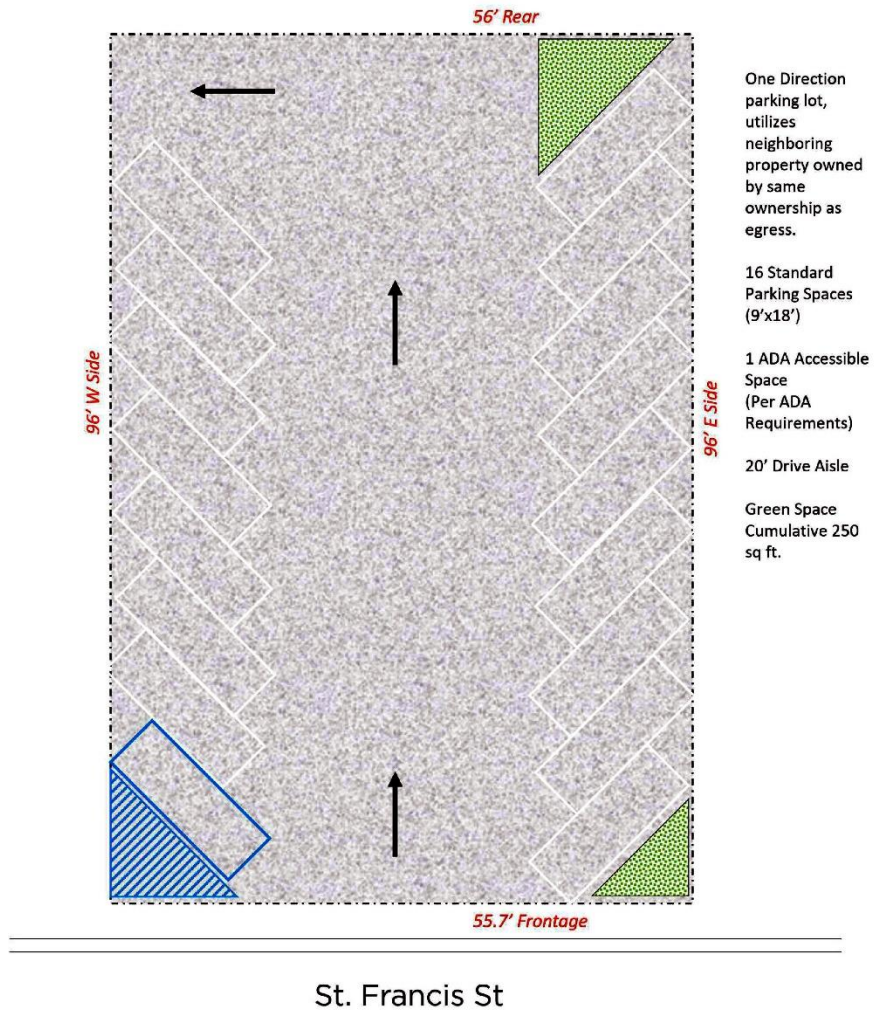 56' Rear
One Direction
parking lot,
utilizes
neighboring
property owned
by same
ownership as
egress.
16 Standard
Parking Spaces
(9'x18')
1 ADA Accessible
Space
(Per ADA
Requirements)
20' Drive Aisle
Green Space
Cumulative 250
sq ft.
96' W Side
96' E Side
55.7' Frontage
St. Francis St